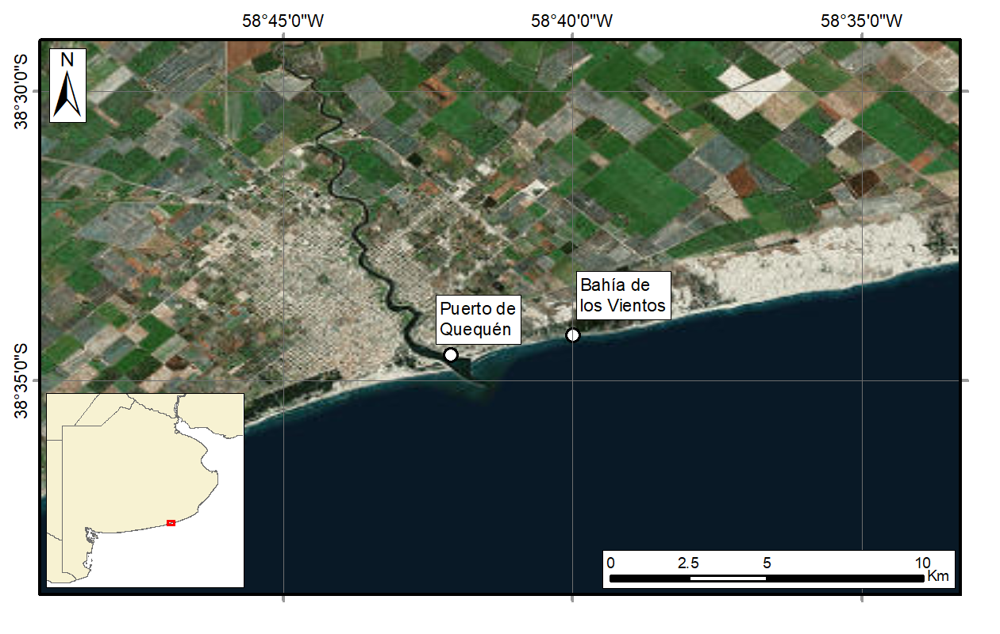 58°45'0"W
58°40'0"W
58°35'0"W
38°30'0"S
N
Bahía de
los Vientos
Puerto de
Quequén
38°35'0"S
0
2.5
5
10
Km